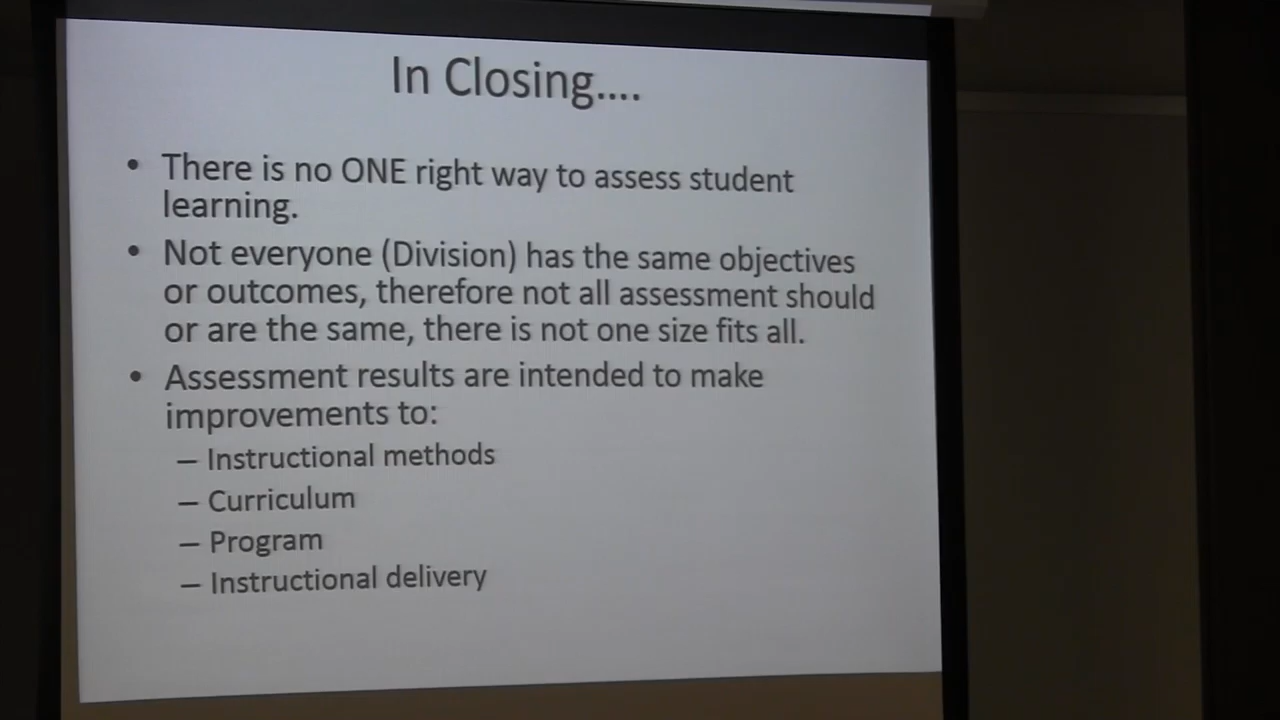 In Closing....
• There is no ONE right way to assess student
learning.
• Not everyone (Division) has the same objectives
or outcomes, therefore not all assessment should
or are the same, there is not one size fits all.
• Assessment results are intended to make
improvements to:
– Instructional methods
– Curriculum
– Program
– Instructional delivery